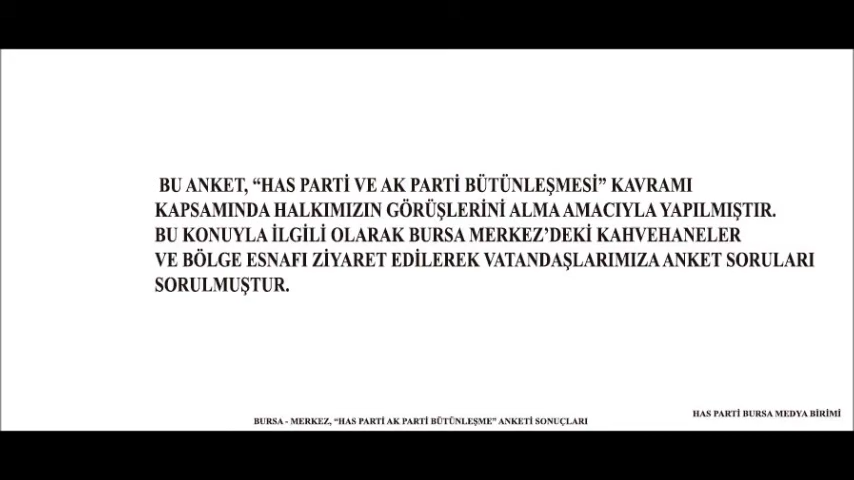 BU ANKET, “HAS PARTİ VE AK PARTİ BÜTÜNLEŞMESİ” KAVRAMI
KAPSAMINDA HALKIMIZIN GÖRÜŞLERİNİ ALMA AMACIYLA YAPILMIŞTIR.
BU KONUYLA İLGİLİ OLARAK BURSA MERKEZ’DEKİ KAHVEHANELER
VE BÖLGE ESNAFI ZİYARET EDİLEREK VATANDAŞLARIMIZA ANKET SORULARI
SORULMUŞTUR.
BURSA - MERKEZ, “HAS PARTİ AK PARTİ BÜTÜNLEŞME” ANKETİ SONUÇLARI
HAS PARTİ BURSA MEDYA BİRİMİ